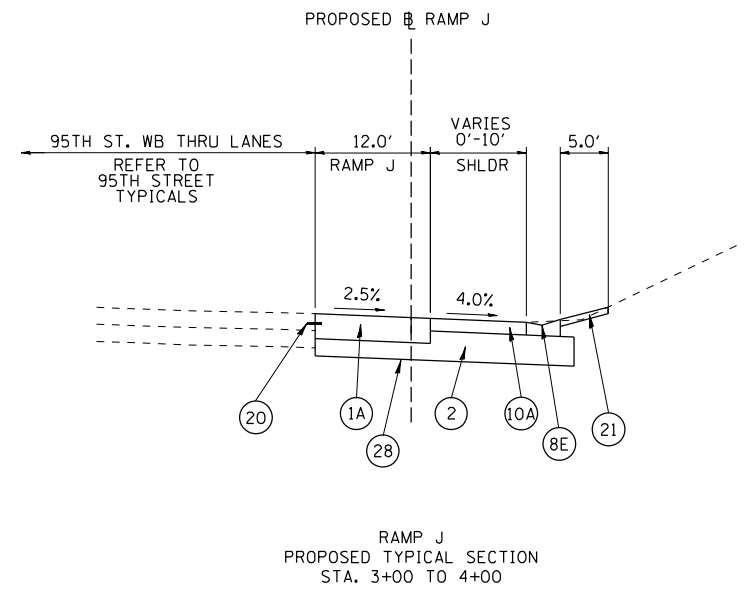 PROPOSED ℄ RAMP J
95TH ST. WB THRU LANES
REFER TO
95TH STREET
TYPICALS
12.0'
RAMP J
VARIES
0'-10'
SHLDR
5.0'
2.5%
4.0%
20
1A
28
2
10A
8E
21
RAMP J
PROPOSED TYPICAL SECTION
STA. 3+00 TO 4+00